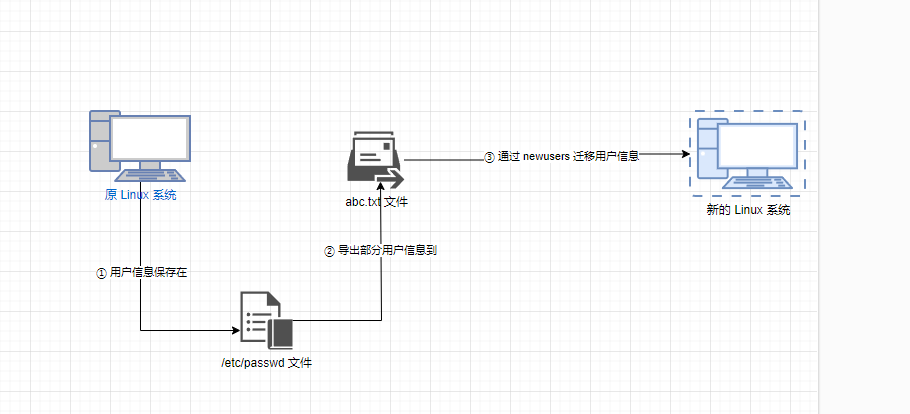 原 Linux 系统
① 用户信息保存在
/etc/passwd 文件
② 导出部分用户信息到
abc.txt 文件
③ 通过 newusers 迁移用户信息
新的 Linux 系统